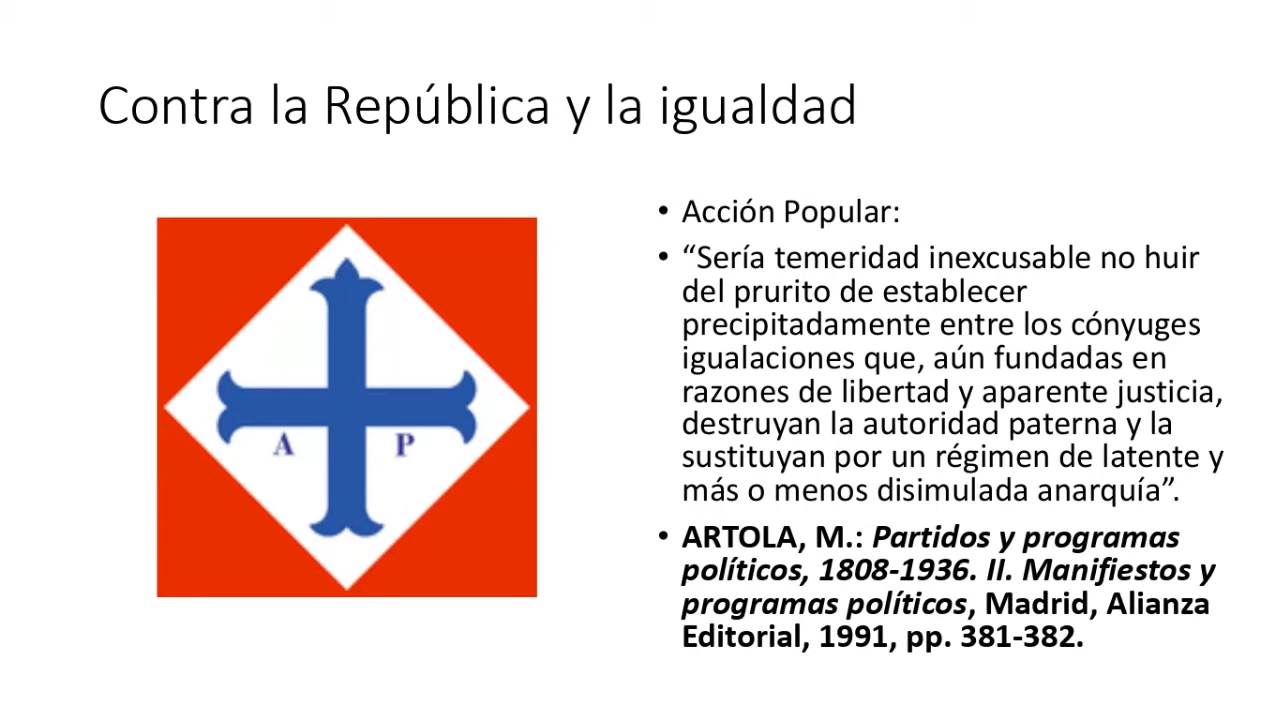 Contra la República y la igualdad
A P
• Acción Popular:
• “Sería temeridad inexcusable no huir
del prurito de establecer
precipitadamente entre los cónyuges
igualaciones que, aún fundadas en
razones de libertad y aparente justicia,
destruyan la autoridad paterna y la
sustituyan por un régimen de latente y
más o menos disimulada anarquía”.
• ARTOLA, M.: Partidos y programas
políticos, 1808-1936. II. Manifiestos y
programas políticos, Madrid, Alianza
Editorial, 1991, pp. 381-382.